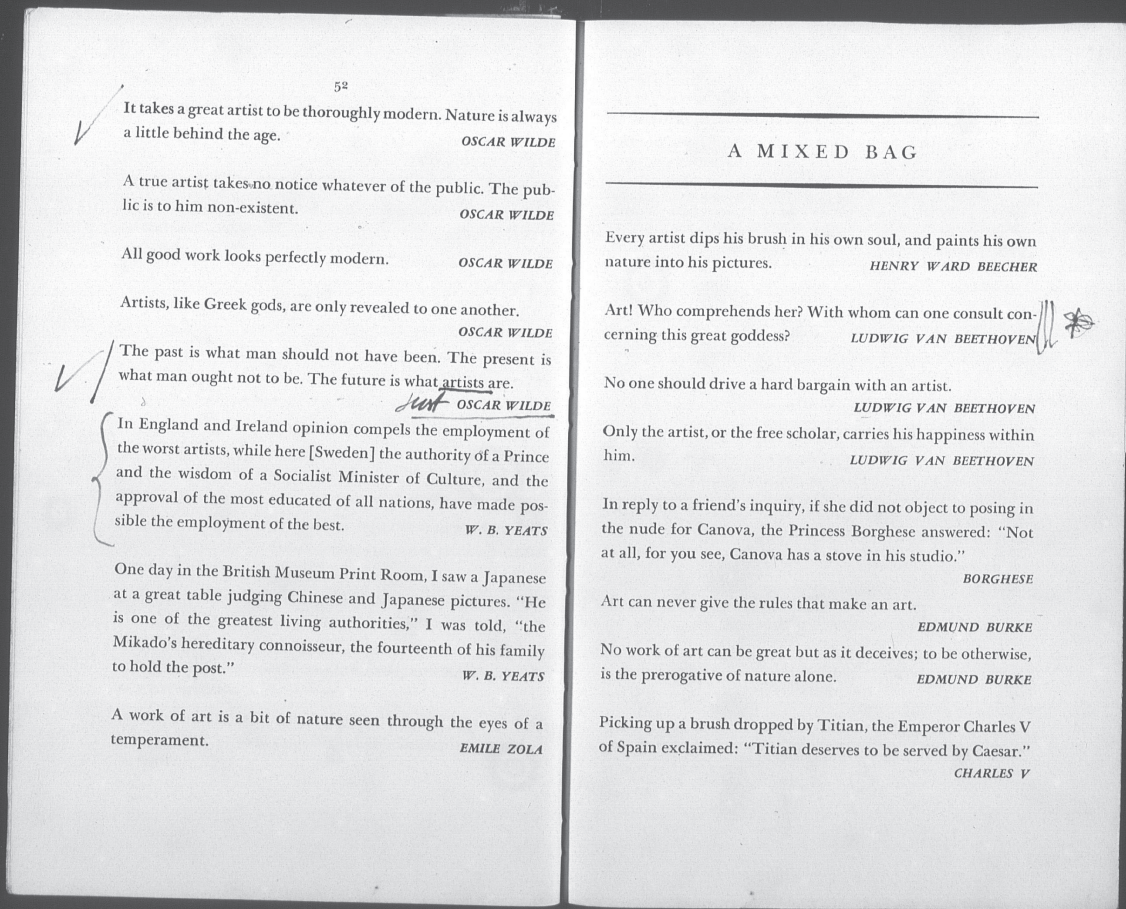 52
It takes a great artist to be thoroughly modern. Nature is always
a little behind the age.
OSCAR WILDE
A true artist takes no notice whatever of the public. The pub-
lic is to him non-existent.
OSCAR WILDE
All good work looks perfectly modern.
OSCAR WILDE
Artists, like Greek gods, are only revealed to one another.
OSCAR WILDE
The past is what man should not have been. The present is
what man ought not to be. The future is what artists are.
OSCAR WILDE
In England and Ireland opinion compels the employment of
the worst artists, while here [Sweden] the authority of a Prince
and the wisdom of a Socialist Minister of Culture, and the
approval of the most educated of all nations, have made pos-
sible the employment of the best.
W. B. YEATS
One day in the British Museum Print Room, I saw a Japanese
at a great table judging Chinese and Japanese pictures. “He
is one of the greatest living authorities,” I was told, “the
Mikado’s hereditary connoisseur, the fourteenth of his family
to hold the post.”
W. B. YEATS
A work of art is a bit of nature seen through the eyes of a
temperament.
EMILE ZOLA
A MIXED BAG
Every artist dips his brush in his own soul, and paints his own
nature into his pictures.
HENRY WARD BEECHER
Art! Who comprehends her? With whom can one consult con-
cerning this great goddess?
LUDWIG VAN BEETHOVEN
No one should drive a hard bargain with an artist.
LUDWIG VAN BEETHOVEN
Only the artist, or the free scholar, carries his happiness within
him.
LUDWIG VAN BEETHOVEN
In reply to a friend’s inquiry, if she did not object to posing in
the nude for Canova, the Princess Borghese answered: “Not
at all, for you see, Canova has a stove in his studio.”
BORGHESE
Art can never give the rules that make an art.
EDMUND BURKE
No work of art can be great but as it deceives; to be otherwise,
is the prerogative of nature alone.
EDMUND BURKE
Picking up a brush dropped by Titian, the Emperor Charles V
of Spain exclaimed: “Titian deserves to be served by Caesar.”
CHARLES V